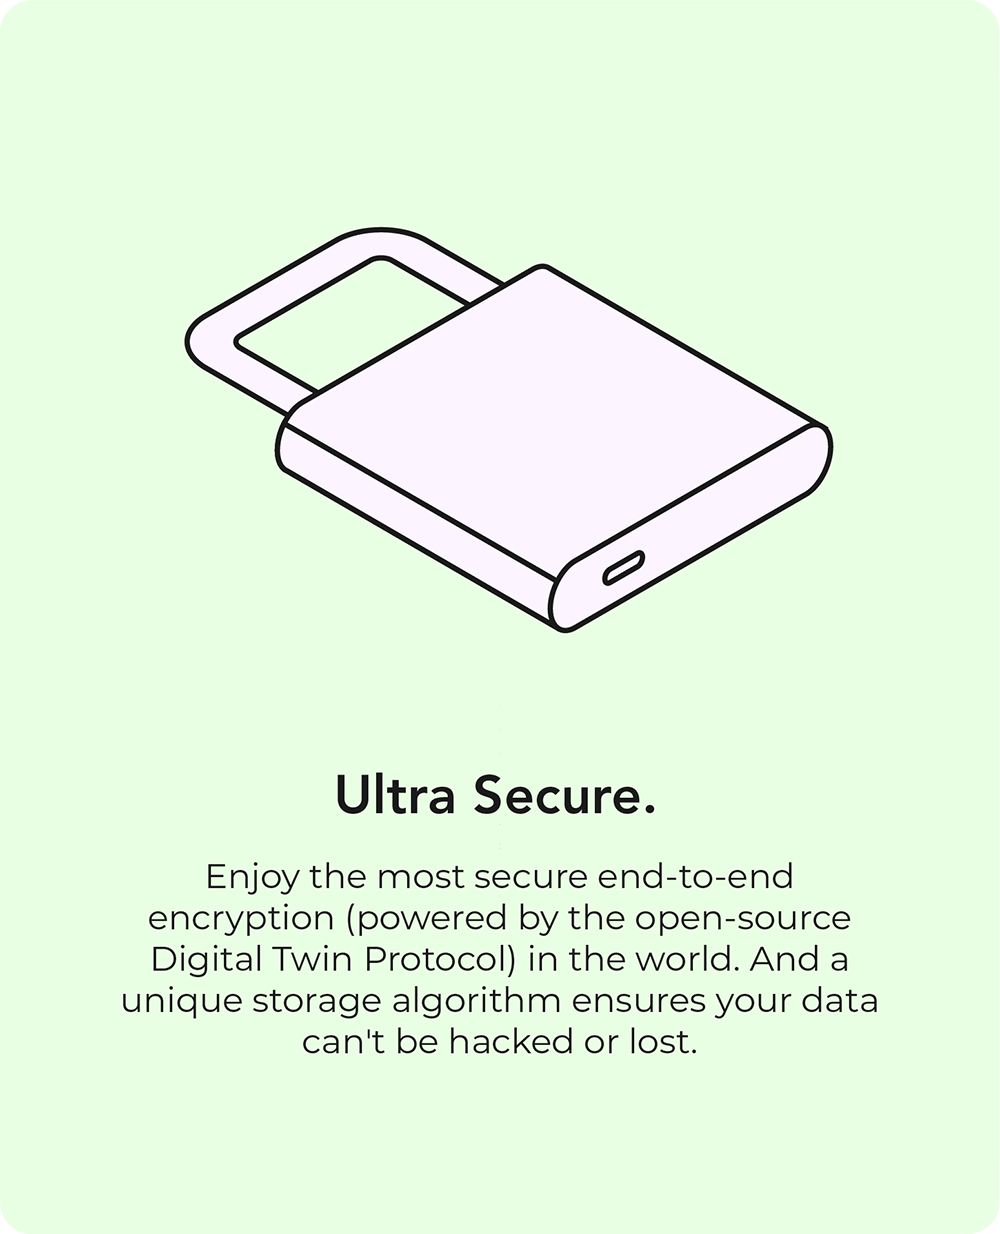 Ultra Secure.
Enjoy the most secure end-to-end
encryption (powered by the open-source
Digital Twin Protocol) in the world. And a
unique storage algorithm ensures your data
can't be hacked or lost.